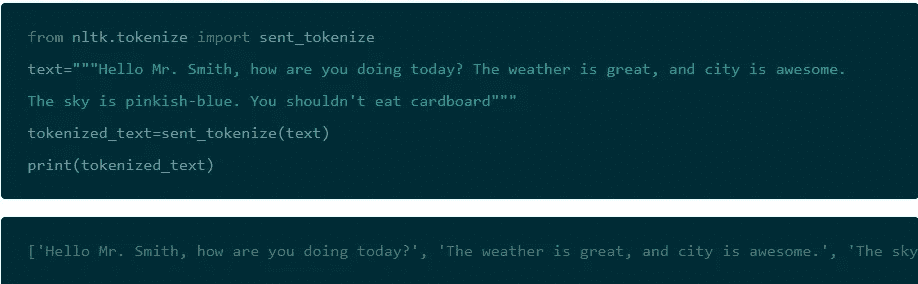 from nltk.tokenize import sent_tokenize
text="""Hello Mr. Smith, how are you doing today? The weather is great, and city is awesome.
The sky is pinkish-blue. You shouldn't eat cardboard"""
tokenized_text=sent_tokenize(text)
print(tokenized_text)
['Hello Mr. Smith, how are you doing today?', 'The weather is great, and city is awesome.', 'The sky